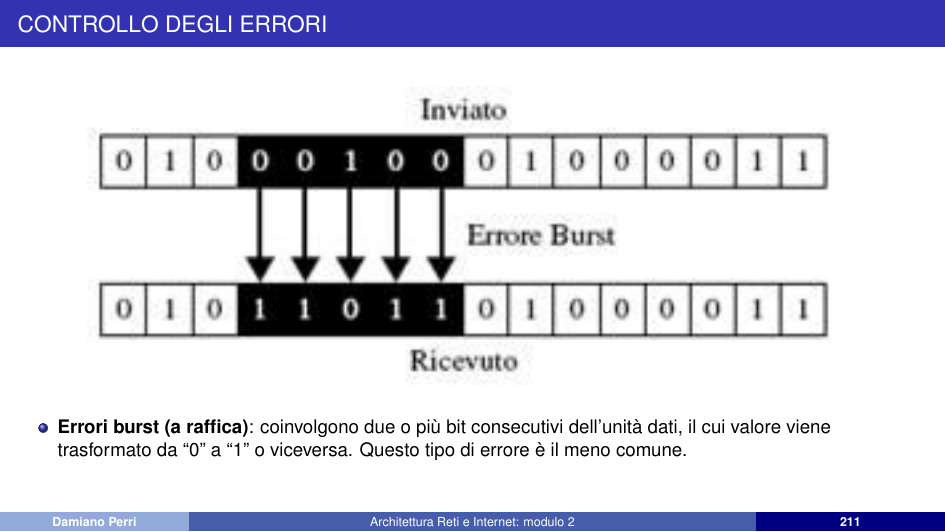 CONTROLLO DEGLI ERRORI
Inviato
0 1 0 0 0 1 0 0 0 1 0 0 0 0 1 1
Errore Burst
0 1 0 1 1 0 1 1 0 1 0 0 0 0 1 1
Ricevuto
Errori burst (a raffica): coinvolgono due o più bit consecutivi dell'unità dati, il cui valore viene
trasformato da “0” a “1” o viceversa. Questo tipo di errore è il meno comune.
Damiano Perri Architettura Reti e Internet: modulo 2 211